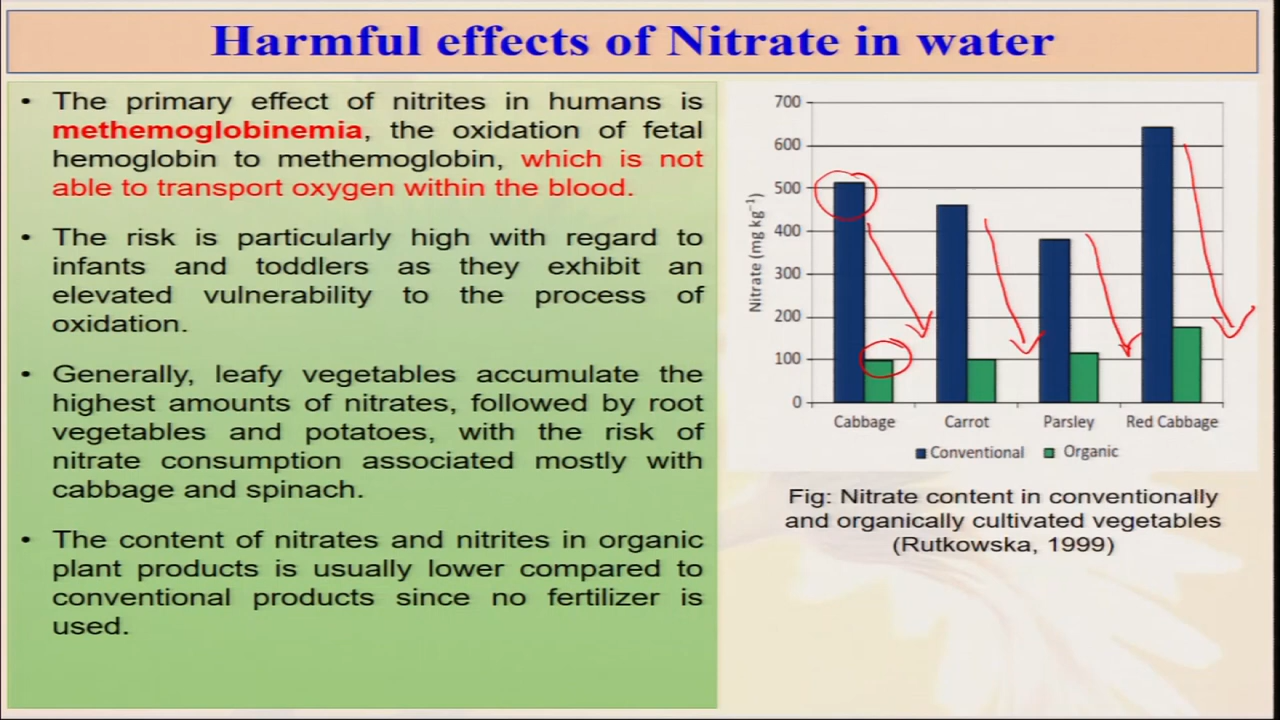 Harmful effects of Nitrate in water
• The primary effect of nitrites in humans is
methemoglobinemia, the oxidation of fetal
hemoglobin to methemoglobin, which is not
able to transport oxygen within the blood.
• The risk is particularly high with regard to
infants and toddlers as they exhibit an
elevated vulnerability to the process of
oxidation.
• Generally, leafy vegetables accumulate the
highest amounts of nitrates, followed by root
vegetables and potatoes, with the risk of
nitrate consumption associated mostly with
cabbage and spinach.
• The content of nitrates and nitrites in organic
plant products is usually lower compared to
conventional products since no fertilizer is
used.
Nitrate (mg kg⁻¹)
700
600
500
400
300
200
100
0
Cabbage Carrot Parsley Red Cabbage
Conventional Organic
Fig: Nitrate content in conventionally
and organically cultivated vegetables
(Rutkowska, 1999)